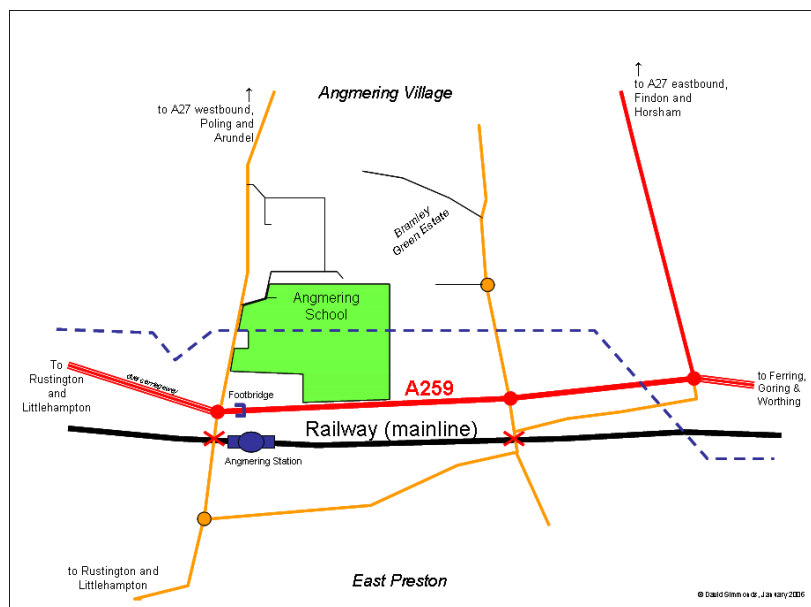 ↑
to A27 westbound,
Poling and
Arundel
Angmering Village
↑
to A27 eastbound,
Findon and
Horsham
Bramley
Green Estate
Angmering
School
To
Rustington
and
Littlehampton
dual carriageway
Footbridge
A259
to Ferring,
Goring &
Worthing
Railway (mainline)
Angmering Station
to Rustington and
Littlehampton
East Preston
© David Simmonds, January 2006